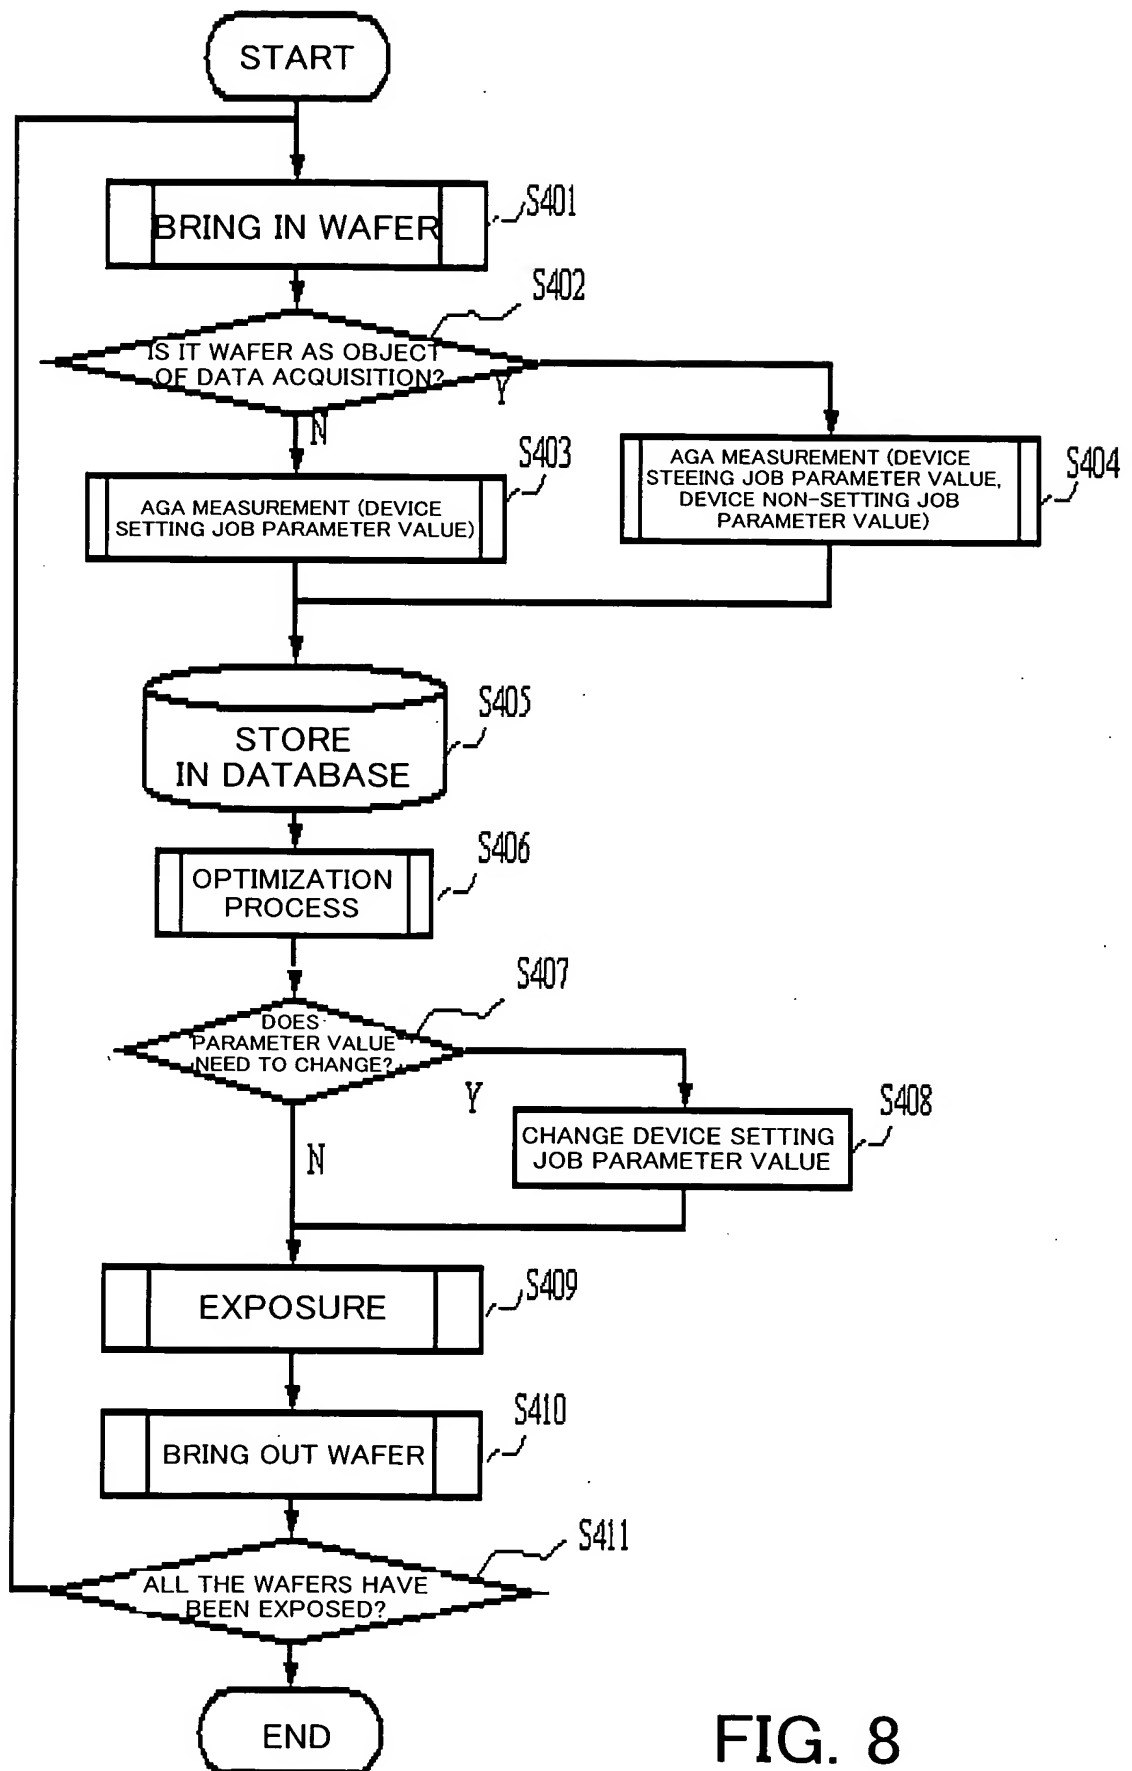 START
BRING IN WAFER
S401
S402
IS IT WAFER AS OBJECT
OF DATA ACQUISITION?
Y
N
S403
AGA MEASUREMENT (DEVICE
SETTING JOB PARAMETER VALUE)
S404
AGA MEASUREMENT (DEVICE
STEEING JOB PARAMETER VALUE,
DEVICE NON-SETTING JOB
PARAMETER VALUE)
S405
STORE
IN DATABASE
S406
OPTIMIZATION
PROCESS
S407
DOES
PARAMETER VALUE
NEED TO CHANGE?
Y
N
S408
CHANGE DEVICE SETTING
JOB PARAMETER VALUE
S409
EXPOSURE
S410
BRING OUT WAFER
S411
ALL THE WAFERS HAVE
BEEN EXPOSED?
END
FIG. 8